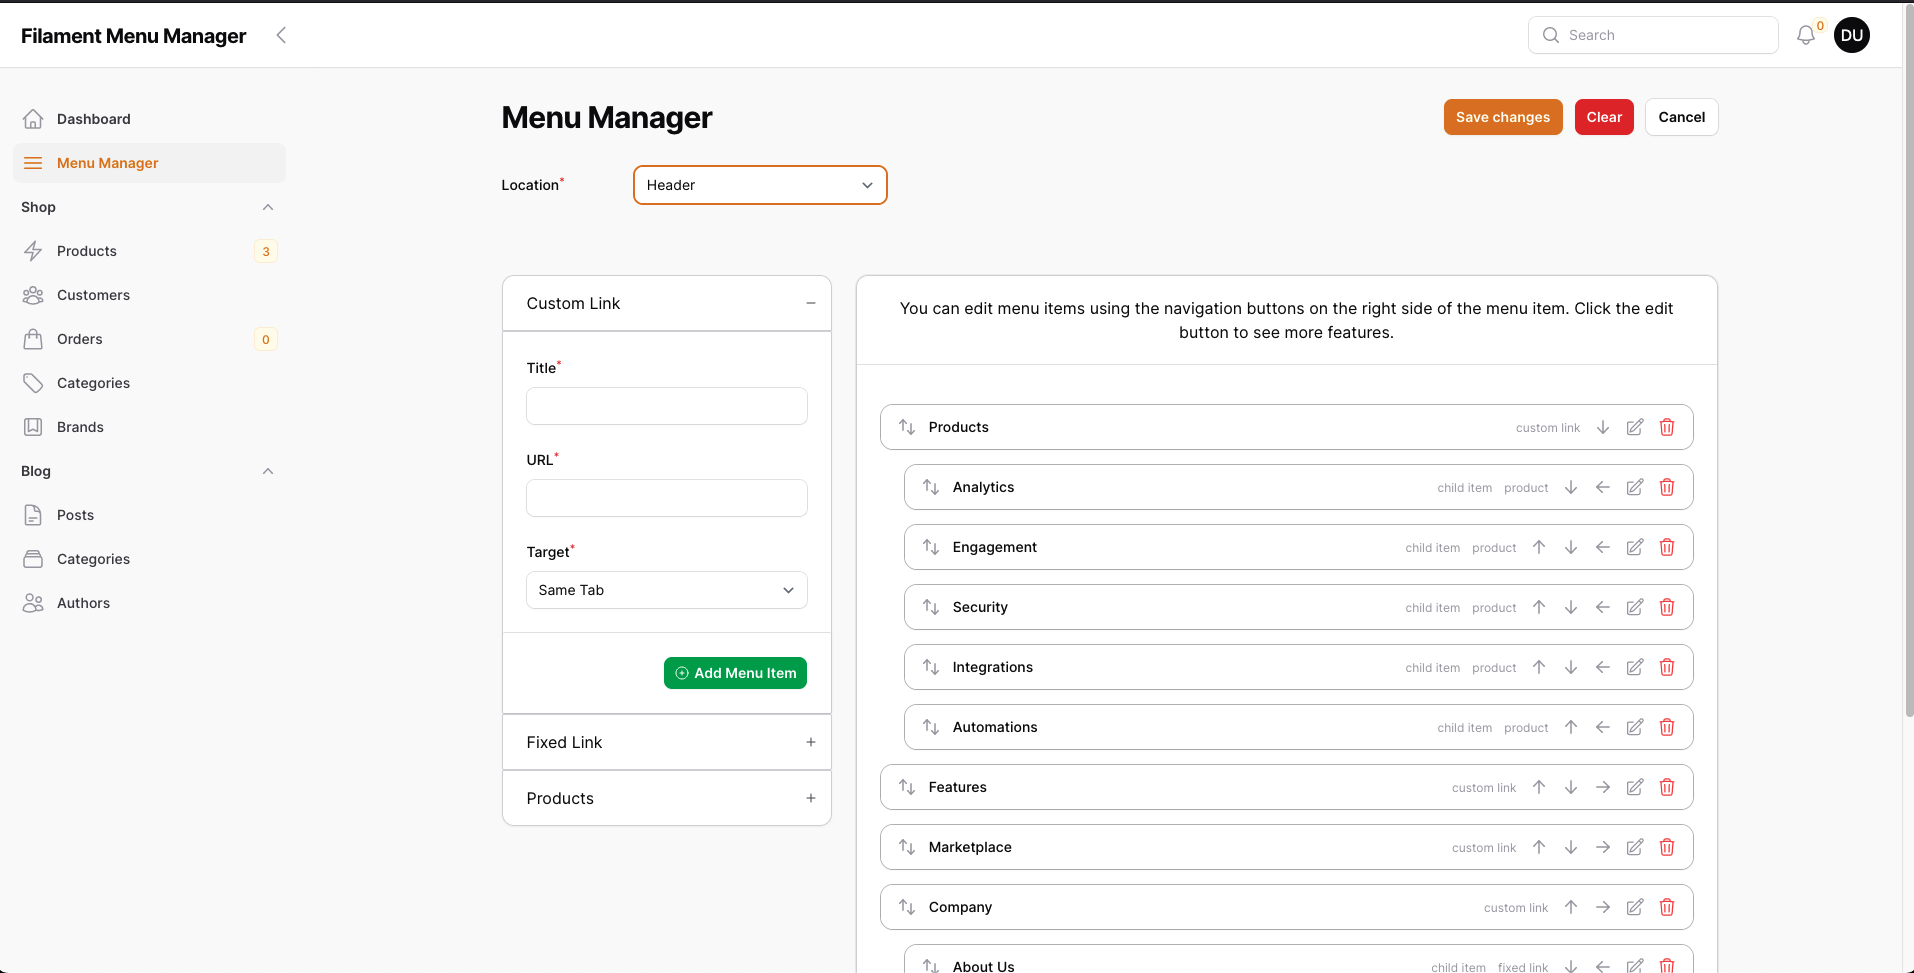 Filament Menu Manager
Search
0
DU
Dashboard
Menu Manager
Shop
Products 3
Customers
Orders 0
Categories
Brands
Blog
Posts
Categories
Authors
Menu Manager
Save changes
Clear
Cancel
Location*
Header
Custom Link
Title*
URL*
Target*
Same Tab
Add Menu Item
Fixed Link
Products
You can edit menu items using the navigation buttons on the right side of the menu item. Click the edit
button to see more features.
Products custom link
Analytics child item product
Engagement child item product
Security child item product
Integrations child item product
Automations child item product
Features custom link
Marketplace custom link
Company custom link
About Us child item fixed link